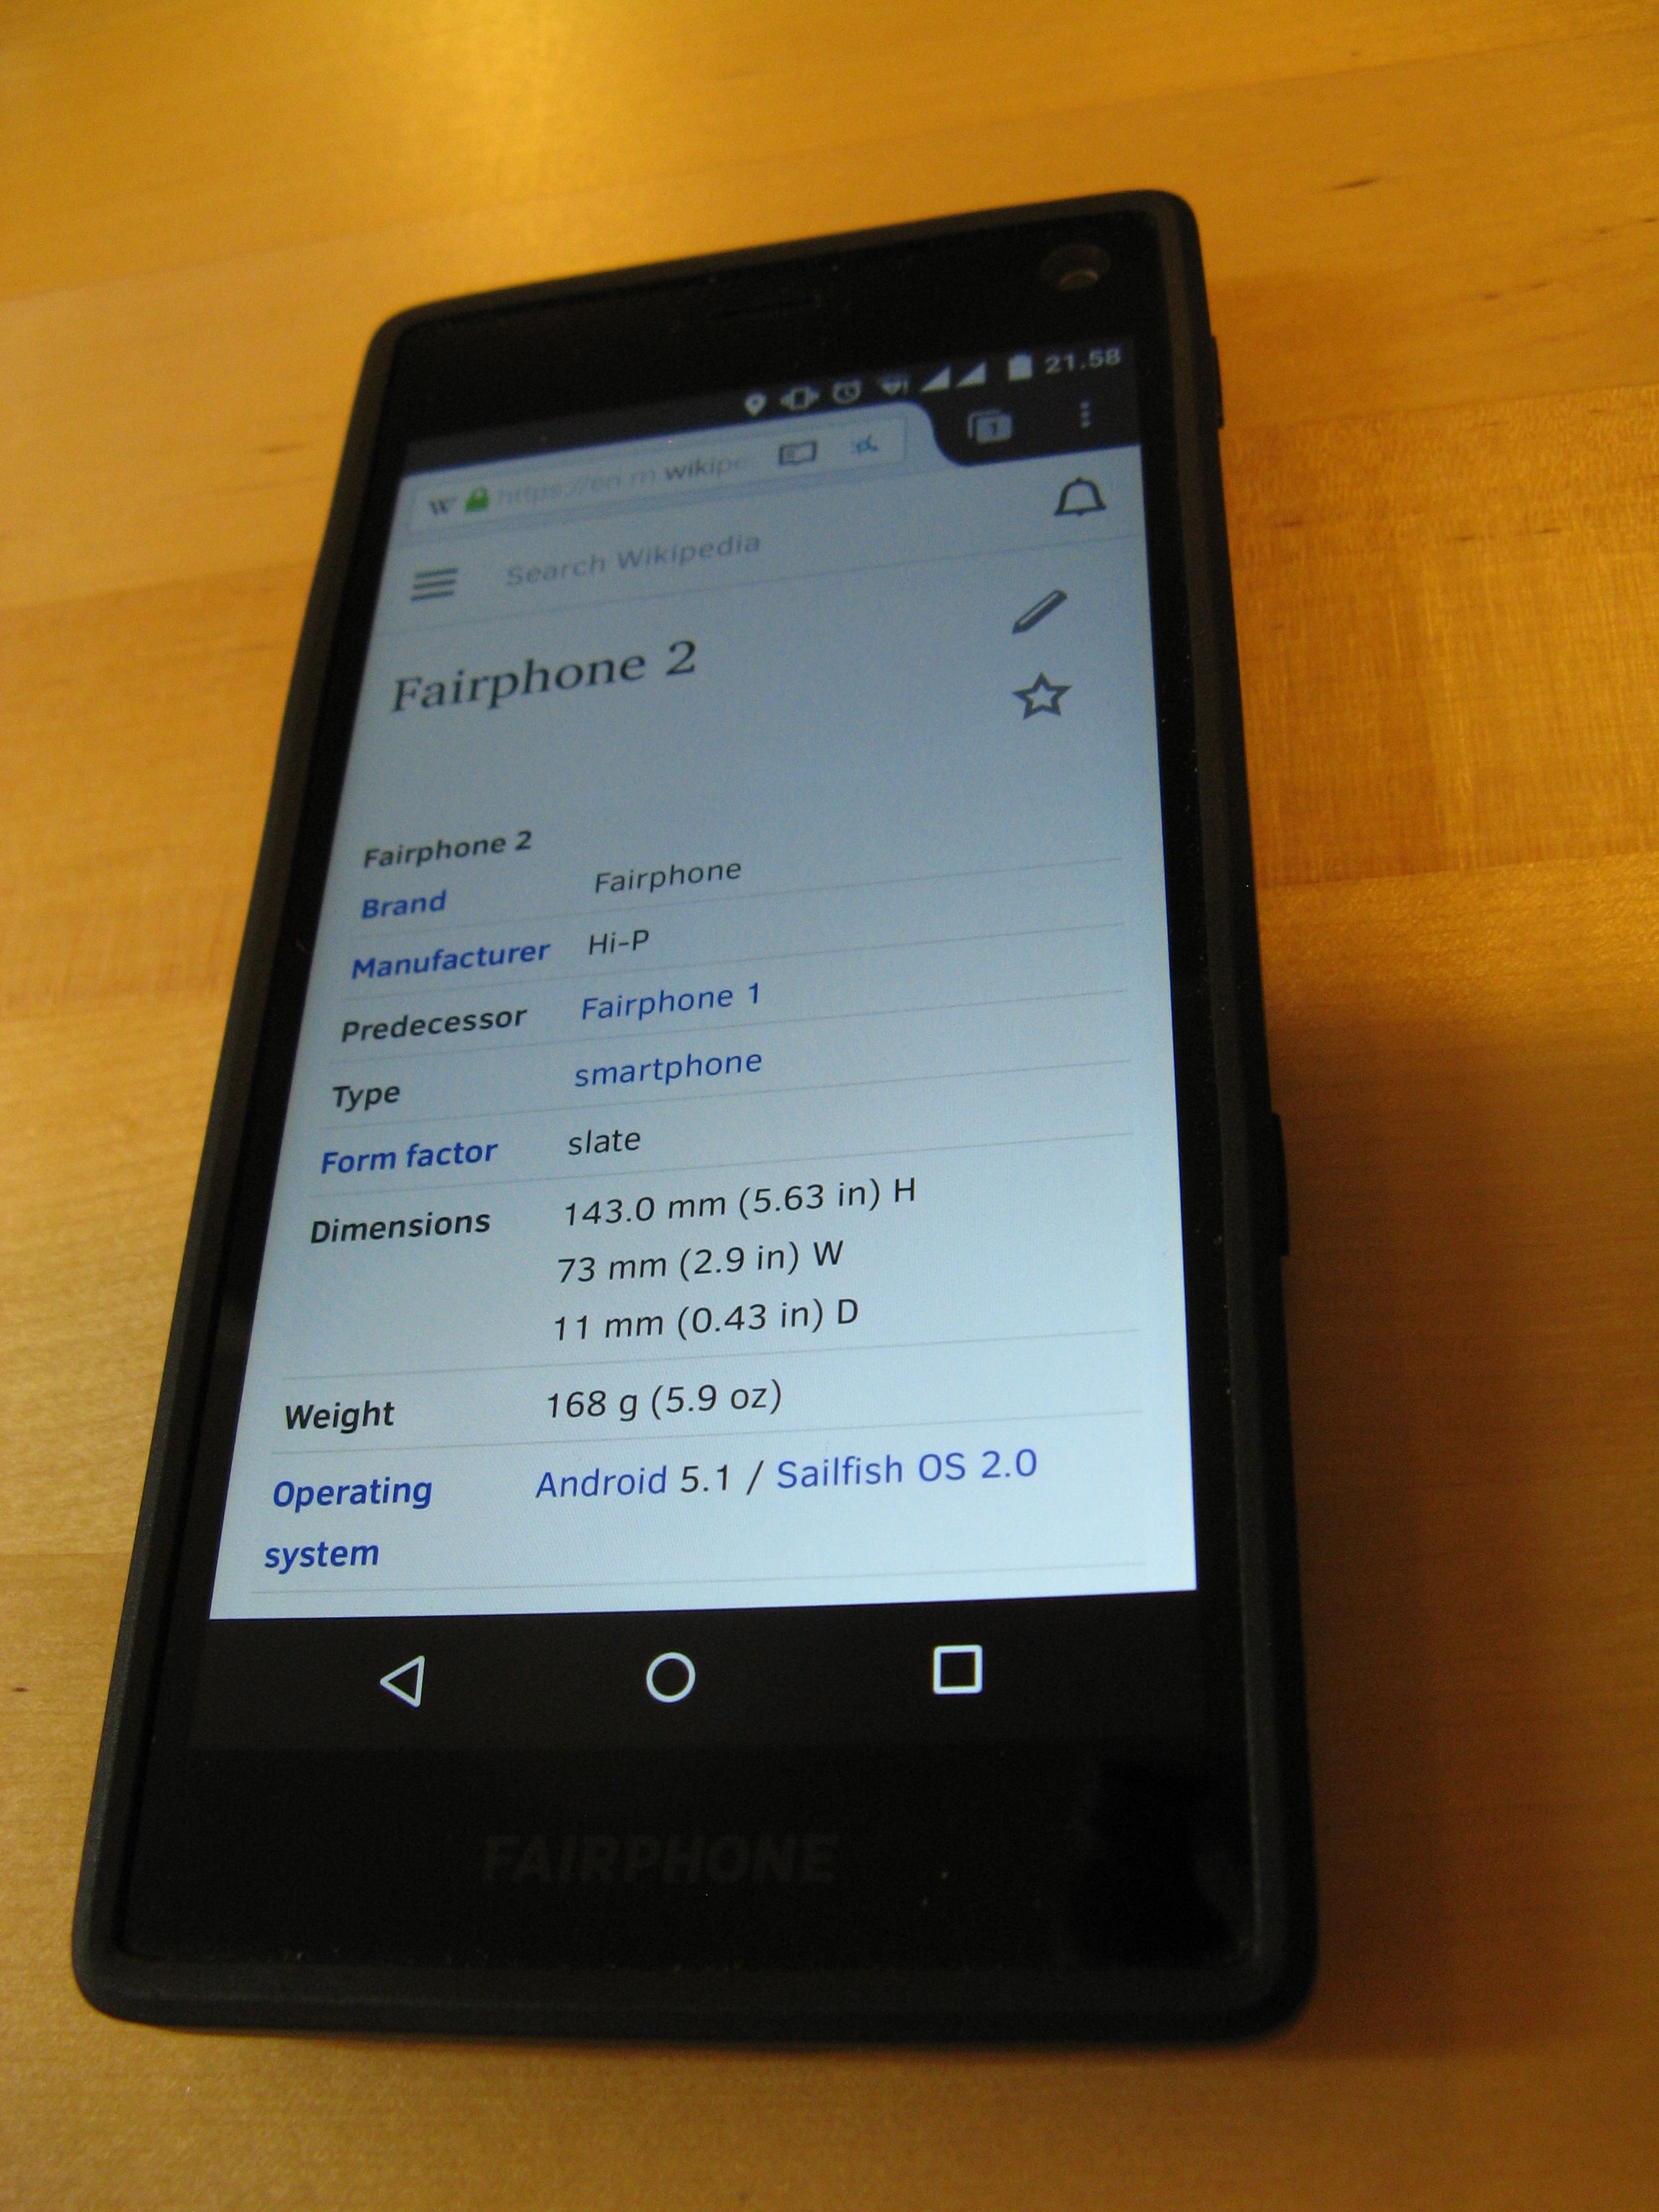 21.58
1
W https://en.m.wikipe
Search Wikipedia
Fairphone 2
Fairphone 2
Brand Fairphone
Manufacturer Hi-P
Predecessor Fairphone 1
Type smartphone
Form factor slate
Dimensions 143.0 mm (5.63 in) H
73 mm (2.9 in) W
11 mm (0.43 in) D
Weight 168 g (5.9 oz)
Operating Android 5.1 / Sailfish OS 2.0
system
FAIRPHONE